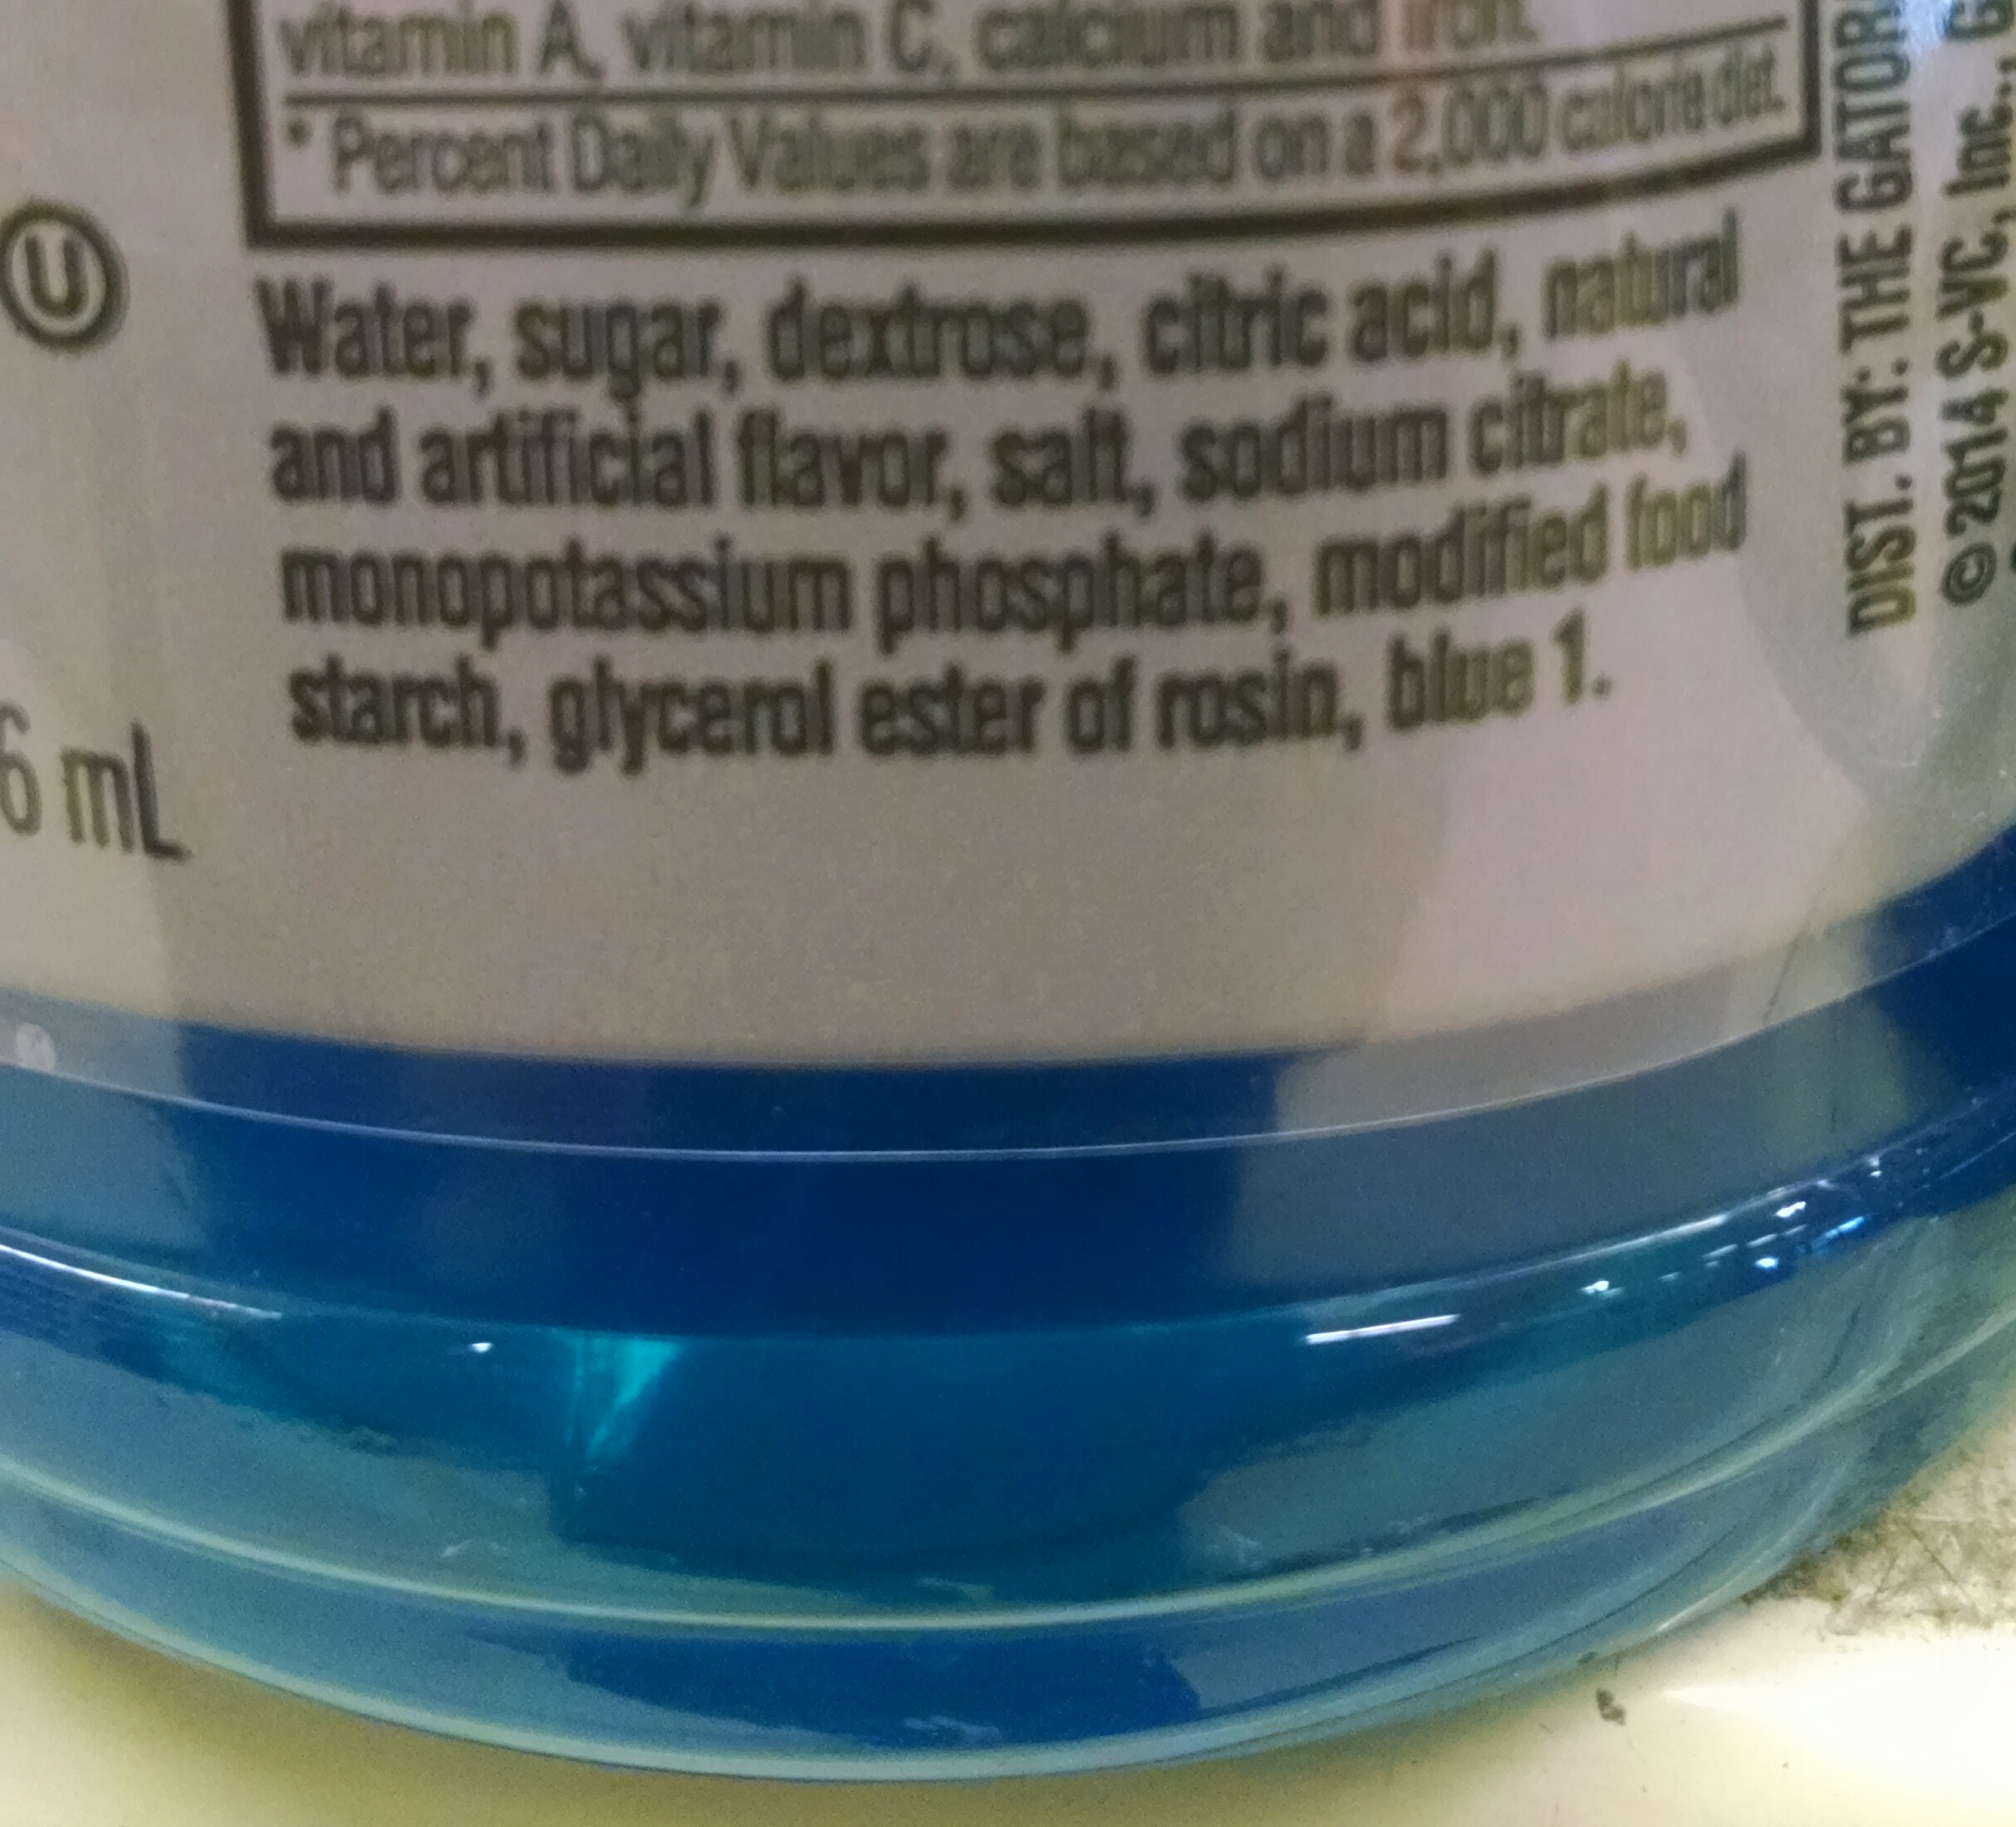 vitamin A, vitamin C, calcium and iron.
* Percent Daily Values are based on a 2,000 calorie diet.
U
Water, sugar, dextrose, citric acid, natural
and artificial flavor, salt, sodium citrate,
monopotassium phosphate, modified food
starch, glycerol ester of rosin, blue 1.
6 mL
DIST. BY: THE GATOR
© 2014 S-VC, Inc., G